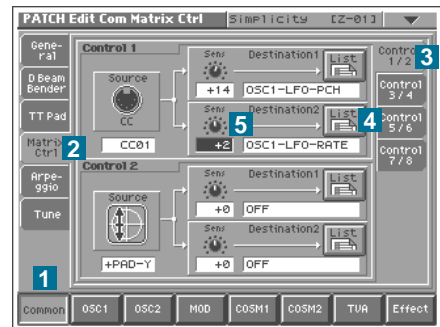 PATCH Edit Com Matrix Ctrl Simplicity [Z-01]
Gene-
ral
D Beam
Bender
TT Pad
Matrix
Ctrl
2
Arpe-
ggio
Tune
Control 1
Source
CC
CC01
Sens Destination1 List
+14 OSC1-LFO-PCH
Sens Destination2 List
5
4
+2 OSC1-LFO-RATE
Control 2
Source
+PAD-Y
Sens Destination1 List
+0 OFF
Sens Destination2 List
+0 OFF
Control
1/2
3
Control
3/4
Control
5/6
Control
7/8
1
Common OSC1 OSC2 MOD COSM1 COSM2 TVA Effect